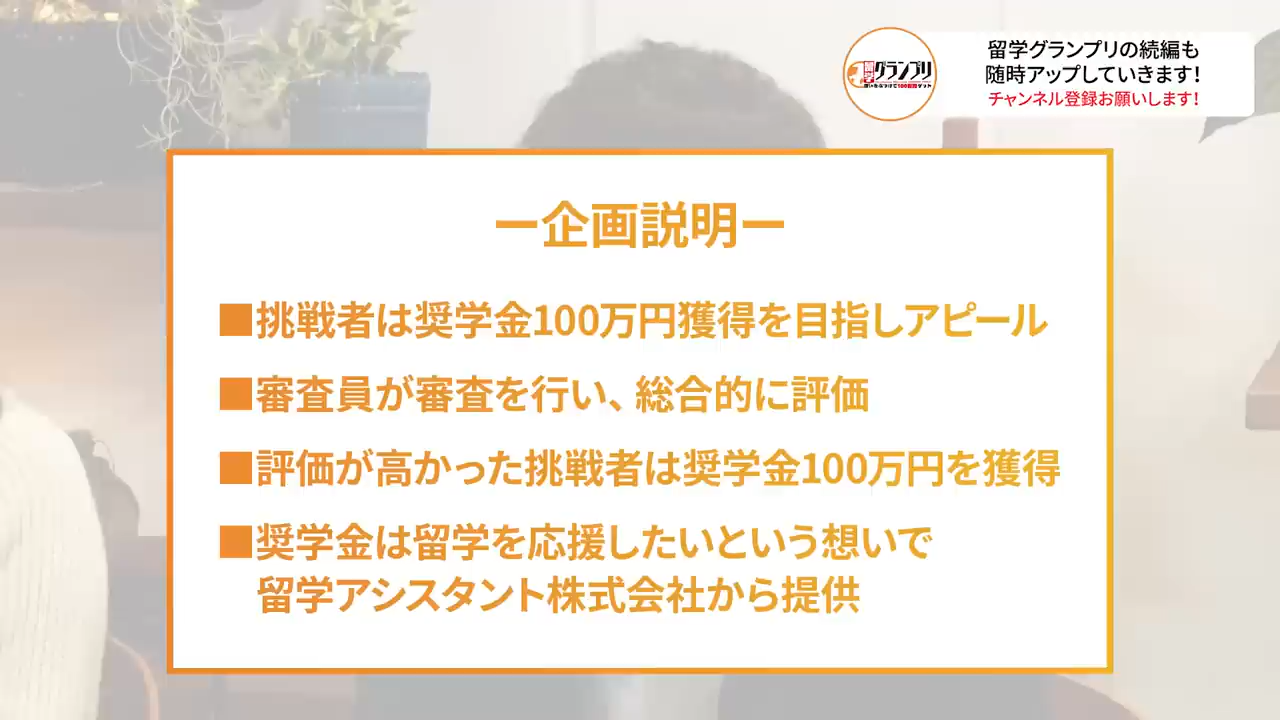 留学グランプリの続編も
随時アップしていきます!
チャンネル登録お願いします!
留学グランプリ
ー企画説明ー
■挑戦者は奨学金100万円獲得を目指しアピール
■審査員が審査を行い、総合的に評価
■評価が高かった挑戦者は奨学金100万円を獲得
■奨学金は留学を応援したいという想いで
留学アシスタント株式会社から提供